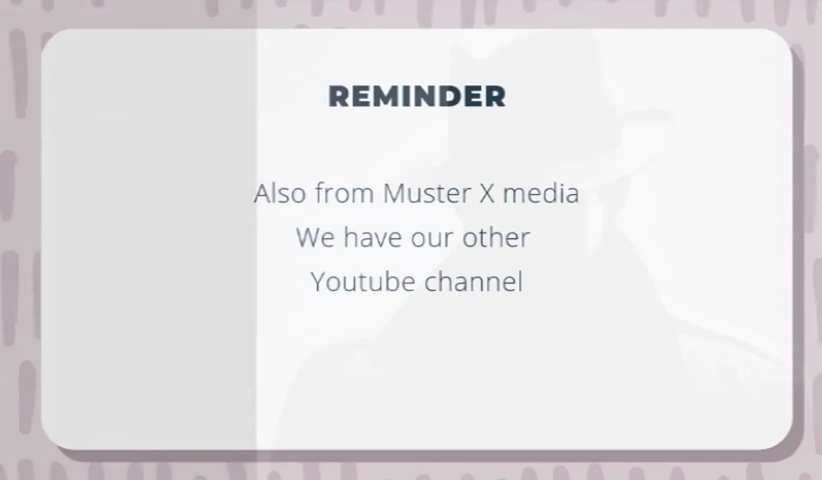 REMINDER
Also from Muster X media
We have our other
Youtube channel